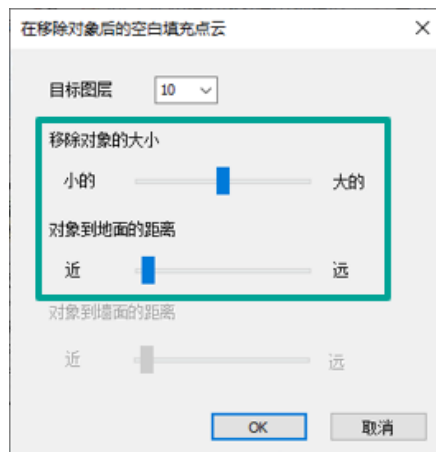 在移除对象后的空白填充点云
目标图层 10
移除对象的大小
小的 大的
对象到地面的距离
近 远
对象到墙面的距离
近 远
OK 取消